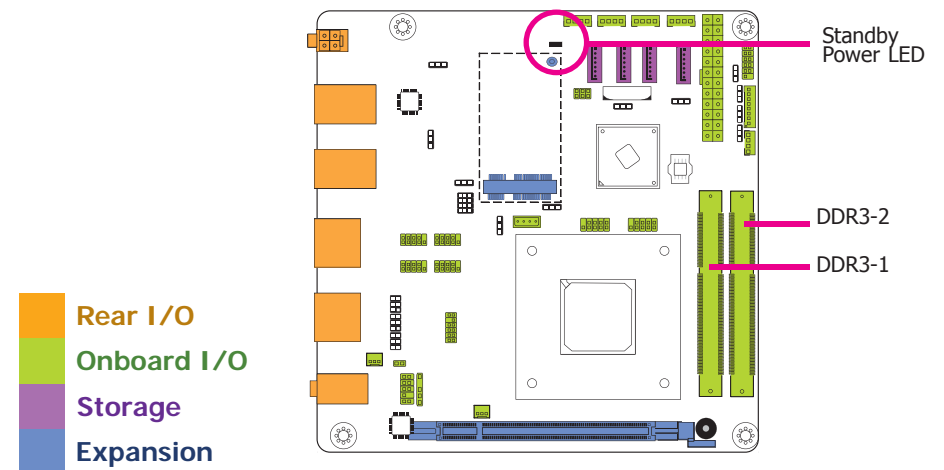 Standby
Power LED
DDR3-2
DDR3-1
Rear I/O
Onboard I/O
Storage
Expansion